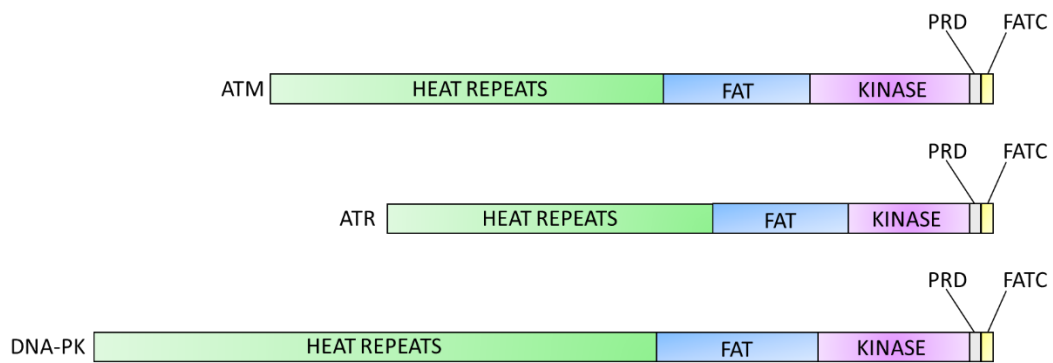 PRD FATC
ATM HEAT REPEATS FAT KINASE
PRD FATC
ATR HEAT REPEATS FAT KINASE
PRD FATC
DNA-PK HEAT REPEATS FAT KINASE